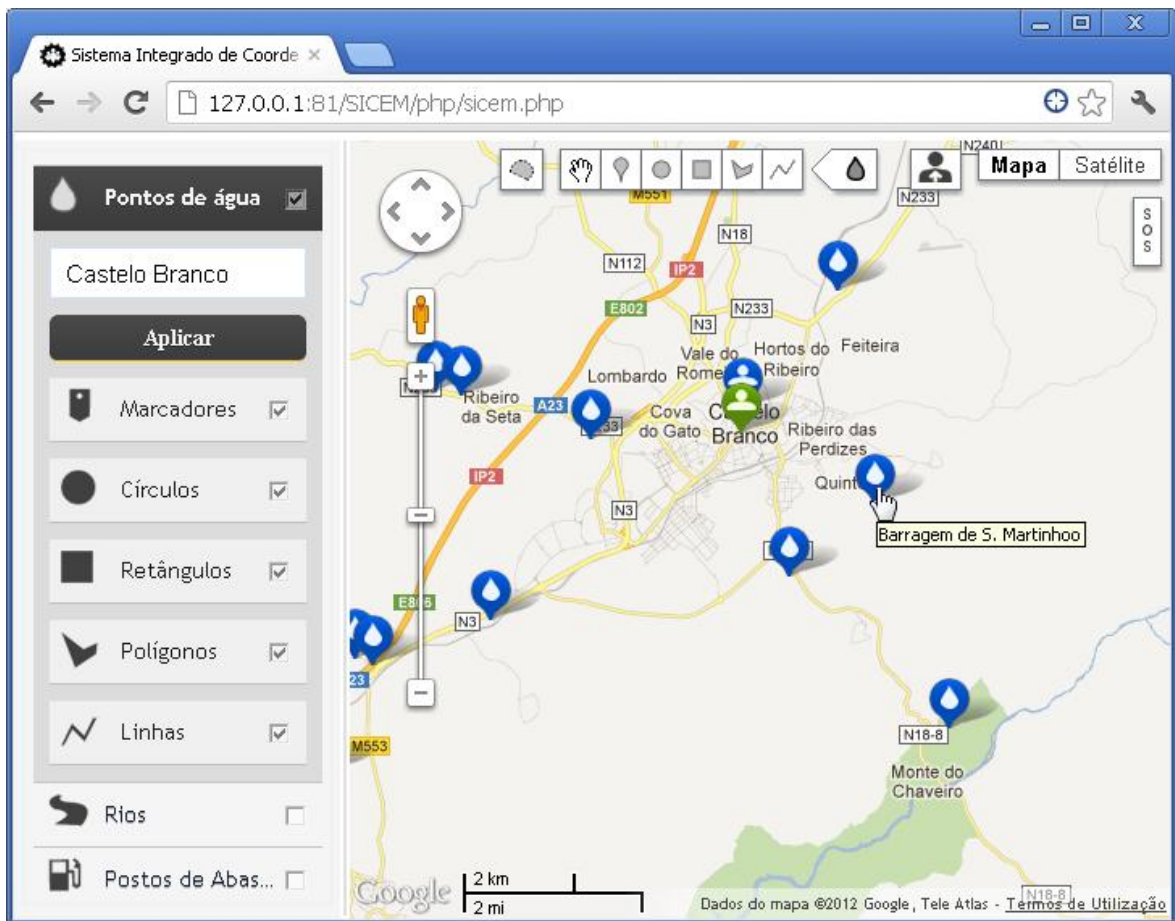 Sistema Integrado de Coorde
127.0.0.1:81/SICEM/php/sicem.php
Pontos de água
Castelo Branco
Aplicar
Marcadores
Círculos
Retângulos
Polígonos
Linhas
Rios
Postos de Abas...
Mapa
Satélite
S
O
S
N240
M551
N233
N18
N112
IP2
E802
N233
N3
Vale do
Hortos do
Ribeiro
Feiteira
Lombardo
Ribeiro
da Seta
A23
Cova
do Gato
Branco
Ribeiro das
Perdizes
IP2
N3
Barragem de S. Martinhoo
N3
23
M553
N18-8
Monte do
Chaveiro
N18-8
Google
2 km
2 mi
Dados do mapa ©2012 Google, Tele Atlas - Termos de Utilização